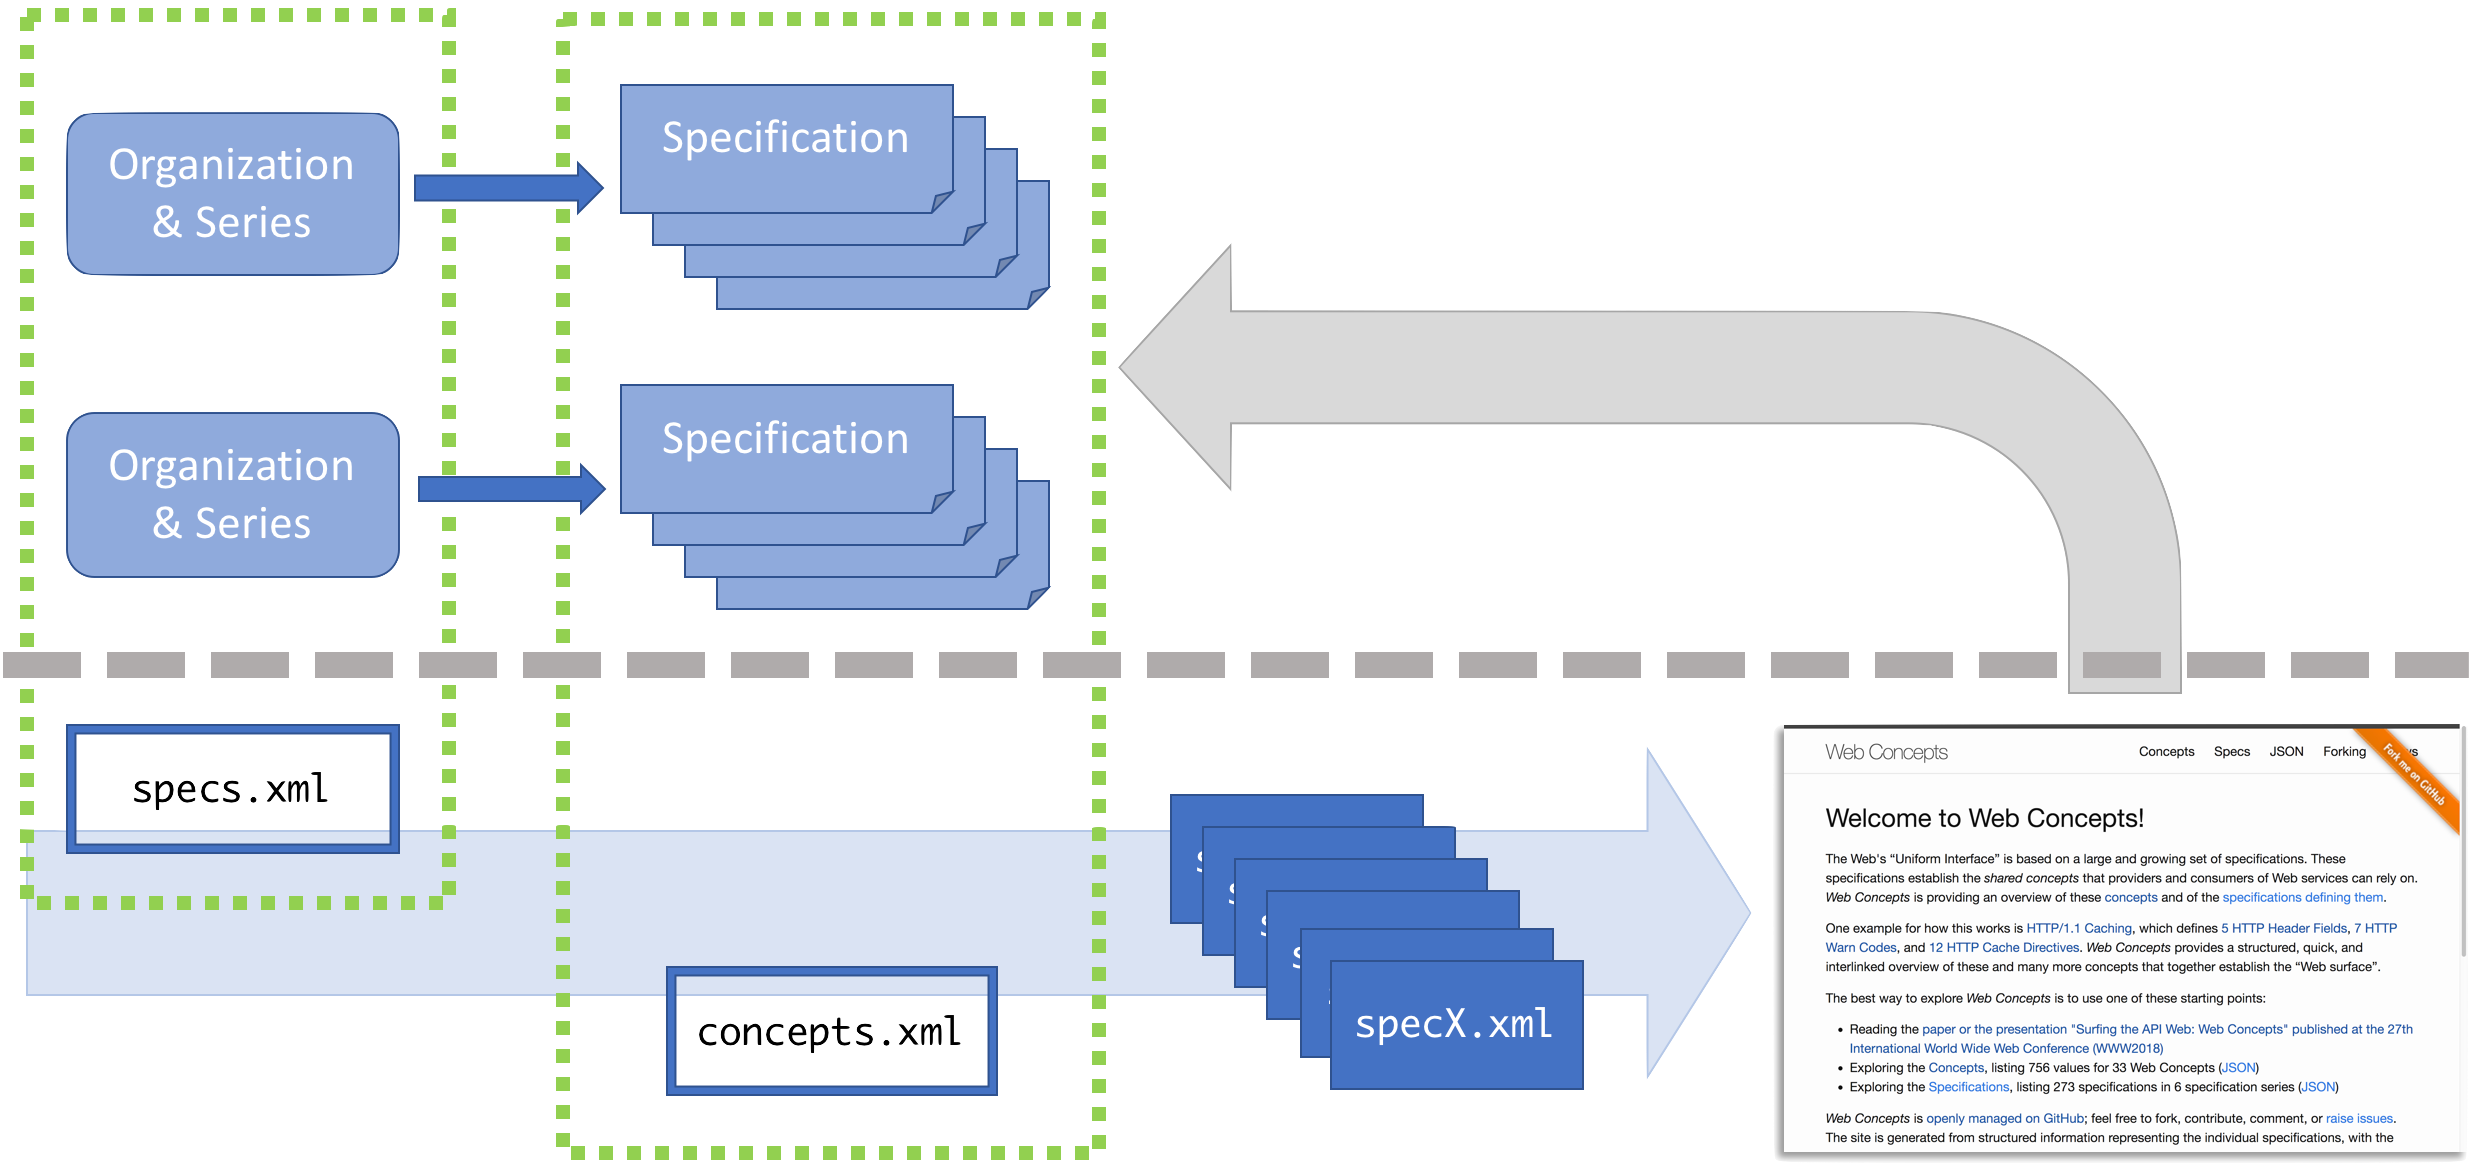 Organization
& Series
Specification
Organization
& Series
Specification
specs.xml
concepts.xml
specX.xml
Web Concepts
Concepts Specs JSON Forking
Fork me on GitHub
Welcome to Web Concepts!
The Web's “Uniform Interface” is based on a large and growing set of specifications. These
specifications establish the shared concepts that providers and consumers of Web services can rely on.
Web Concepts is providing an overview of these concepts and of the specifications defining them.
One example for how this works is HTTP/1.1 Caching, which defines 5 HTTP Header Fields, 7 HTTP
Warn Codes, and 12 HTTP Cache Directives. Web Concepts provides a structured, quick, and
interlinked overview of these and many more concepts that together establish the “Web surface”.
The best way to explore Web Concepts is to use one of these starting points:
• Reading the paper or the presentation "Surfing the API Web: Web Concepts" published at the 27th
International World Wide Web Conference (WWW2018)
• Exploring the Concepts, listing 756 values for 33 Web Concepts (JSON)
• Exploring the Specifications, listing 273 specifications in 6 specification series (JSON)
Web Concepts is openly managed on GitHub; feel free to fork, contribute, comment, or raise issues.
The site is generated from structured information representing the individual specifications, with the